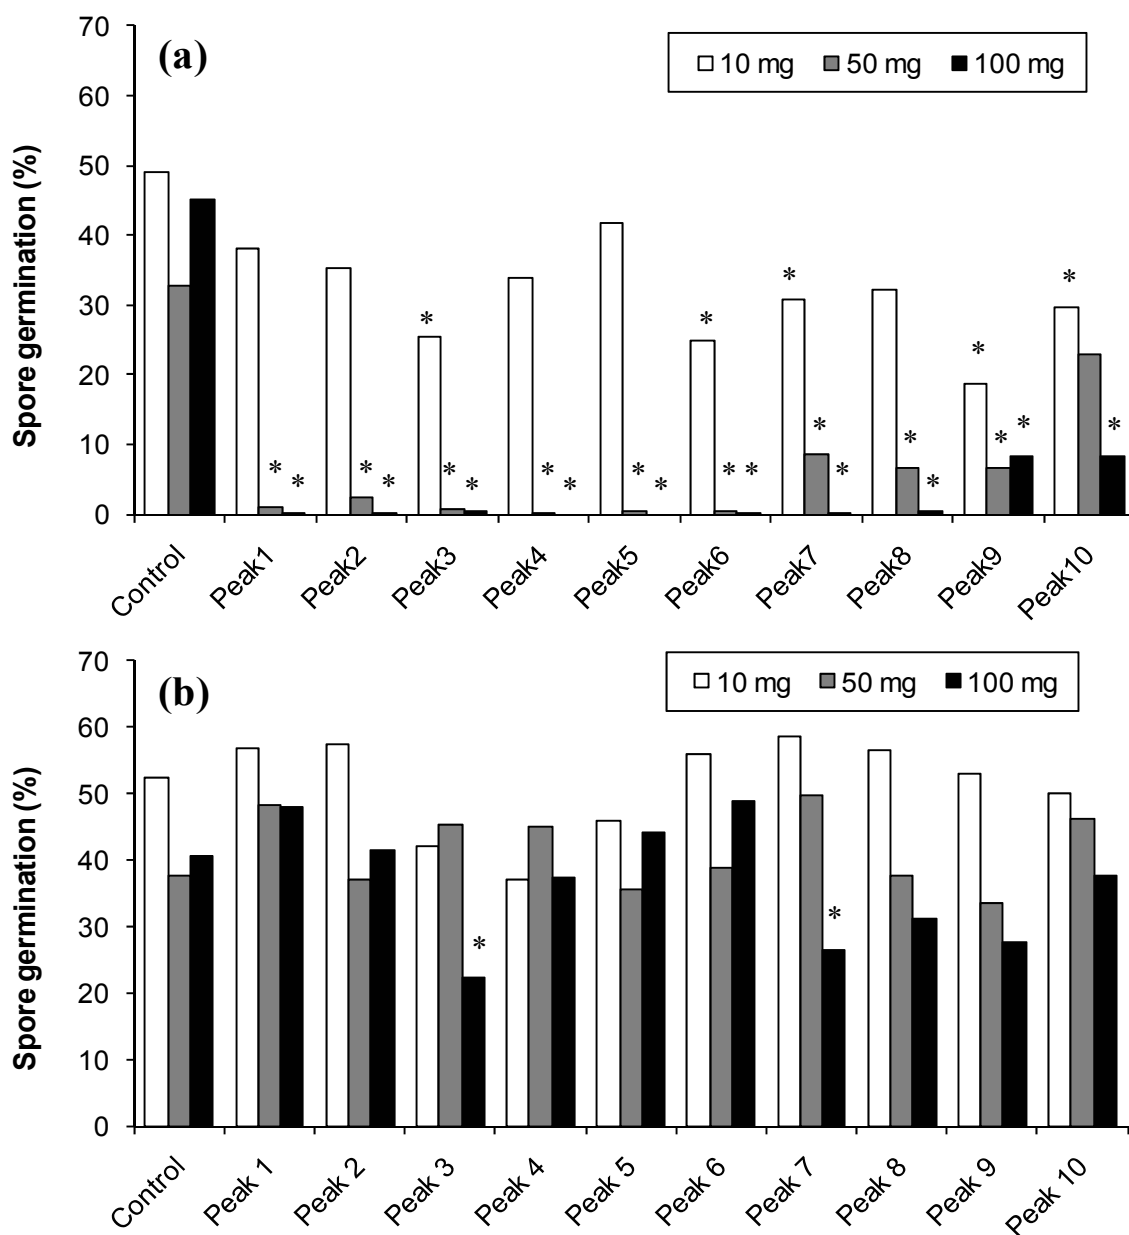 (a)
10 mg 50 mg 100 mg
Spore germination (%)
70
60
50
40
30
20
10
0
* * * * * * * * * * * * * * * * * * * * * * * *
Control Peak1 Peak2 Peak3 Peak4 Peak5 Peak6 Peak7 Peak8 Peak9 Peak10
(b)
10 mg 50 mg 100 mg
Spore germination (%)
70
60
50
40
30
20
10
0
* *
Control Peak 1 Peak 2 Peak 3 Peak 4 Peak 5 Peak 6 Peak 7 Peak 8 Peak 9 Peak 10